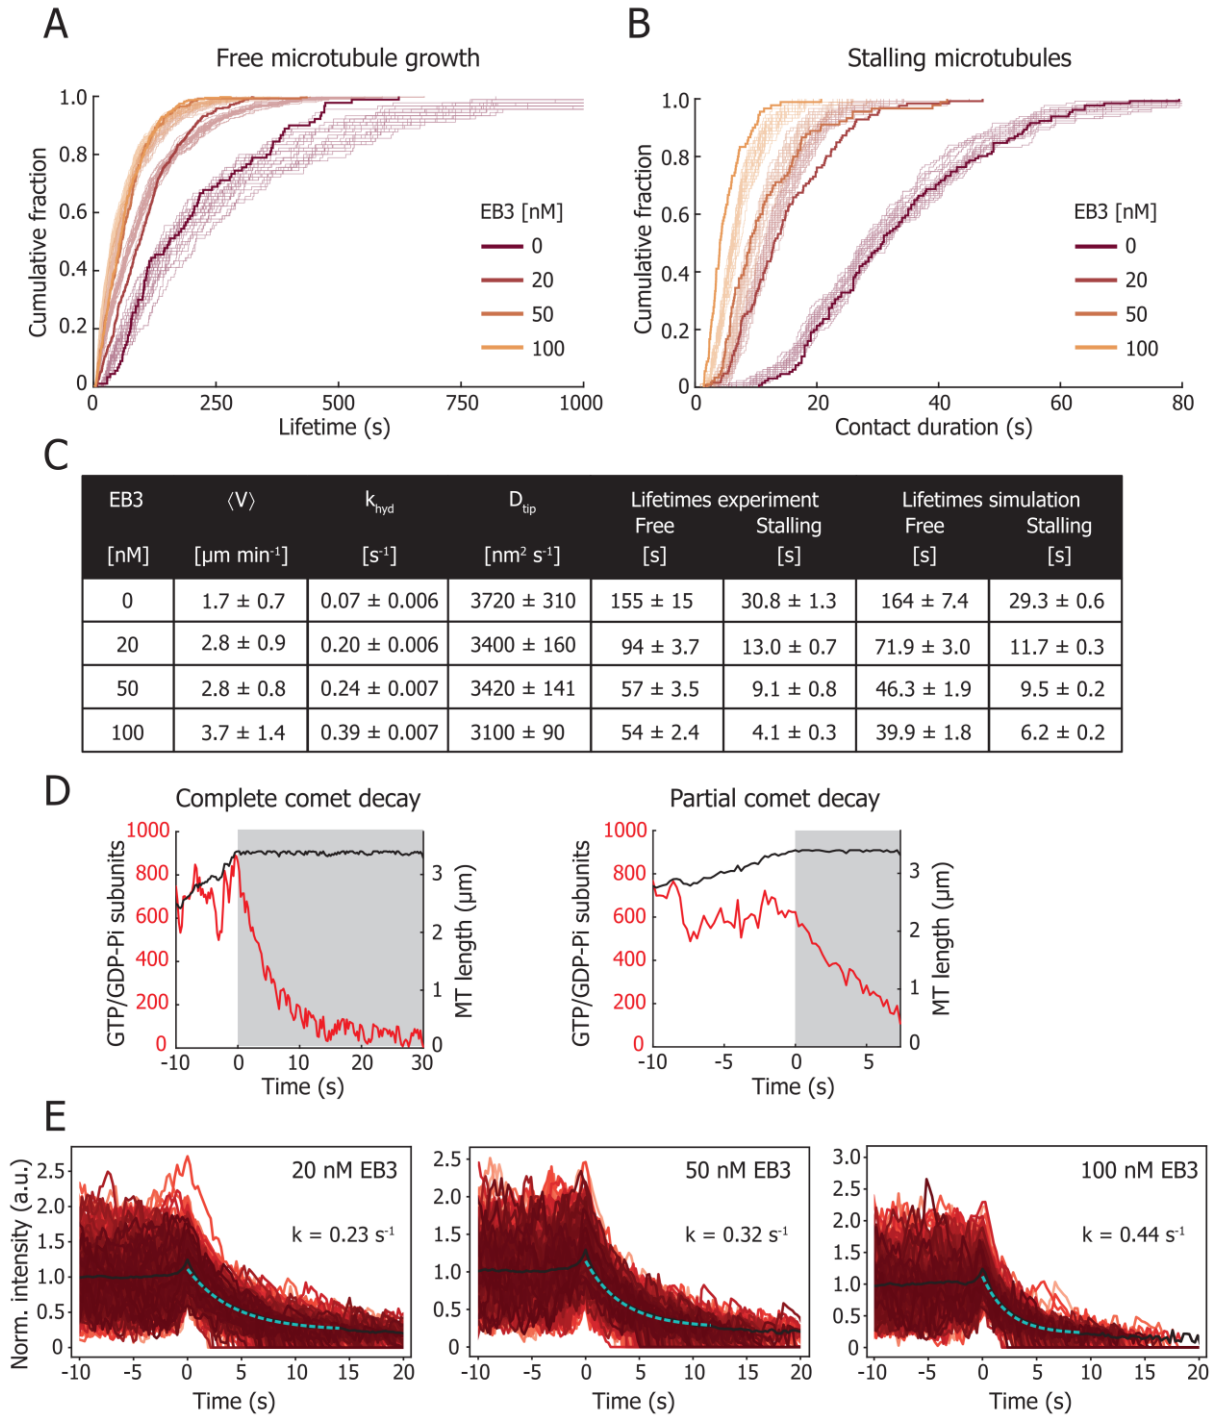 A
Free microtubule growth
Cumulative fraction
1.0
0.8
0.6
0.4
0.2
0
0 250 500 750 1000
Lifetime (s)
EB3 [nM]
0
20
50
100
B
Stalling microtubules
Cumulative fraction
1.0
0.8
0.6
0.4
0.2
0
0 20 40 60 80
Contact duration (s)
EB3 [nM]
0
20
50
100
C
EB3 ⟨V⟩ k_hyd D_tip Lifetimes experiment Lifetimes simulation
Free Stalling Free Stalling
[nM] [µm min⁻¹] [s⁻¹] [nm² s⁻¹] [s] [s] [s] [s]
0 1.7 ± 0.7 0.07 ± 0.006 3720 ± 310 155 ± 15 30.8 ± 1.3 164 ± 7.4 29.3 ± 0.6
20 2.8 ± 0.9 0.20 ± 0.006 3400 ± 160 94 ± 3.7 13.0 ± 0.7 71.9 ± 3.0 11.7 ± 0.3
50 2.8 ± 0.8 0.24 ± 0.007 3420 ± 141 57 ± 3.5 9.1 ± 0.8 46.3 ± 1.9 9.5 ± 0.2
100 3.7 ± 1.4 0.39 ± 0.007 3100 ± 90 54 ± 2.4 4.1 ± 0.3 39.9 ± 1.8 6.2 ± 0.2
D
Complete comet decay
GTP/GDP-Pi subunits
1000
800
600
400
200
0
-10 0 10 20 30
Time (s)
3
2
1
0
MT length (µm)
Partial comet decay
GTP/GDP-Pi subunits
1000
800
600
400
200
0
-10 -5 0 5
Time (s)
3
2
1
0
MT length (µm)
E
Norm. intensity (a.u.)
2.5
2.0
1.5
1.0
0.5
0
20 nM EB3
k = 0.23 s⁻¹
-10 -5 0 5 10 15 20
Time (s)
2.5
2.0
1.5
1.0
0.5
0
50 nM EB3
k = 0.32 s⁻¹
-10 -5 0 5 10 15 20
Time (s)
3.0
2.5
2.0
1.5
1.0
0.5
0
100 nM EB3
k = 0.44 s⁻¹
-10 -5 0 5 10 15 20
Time (s)